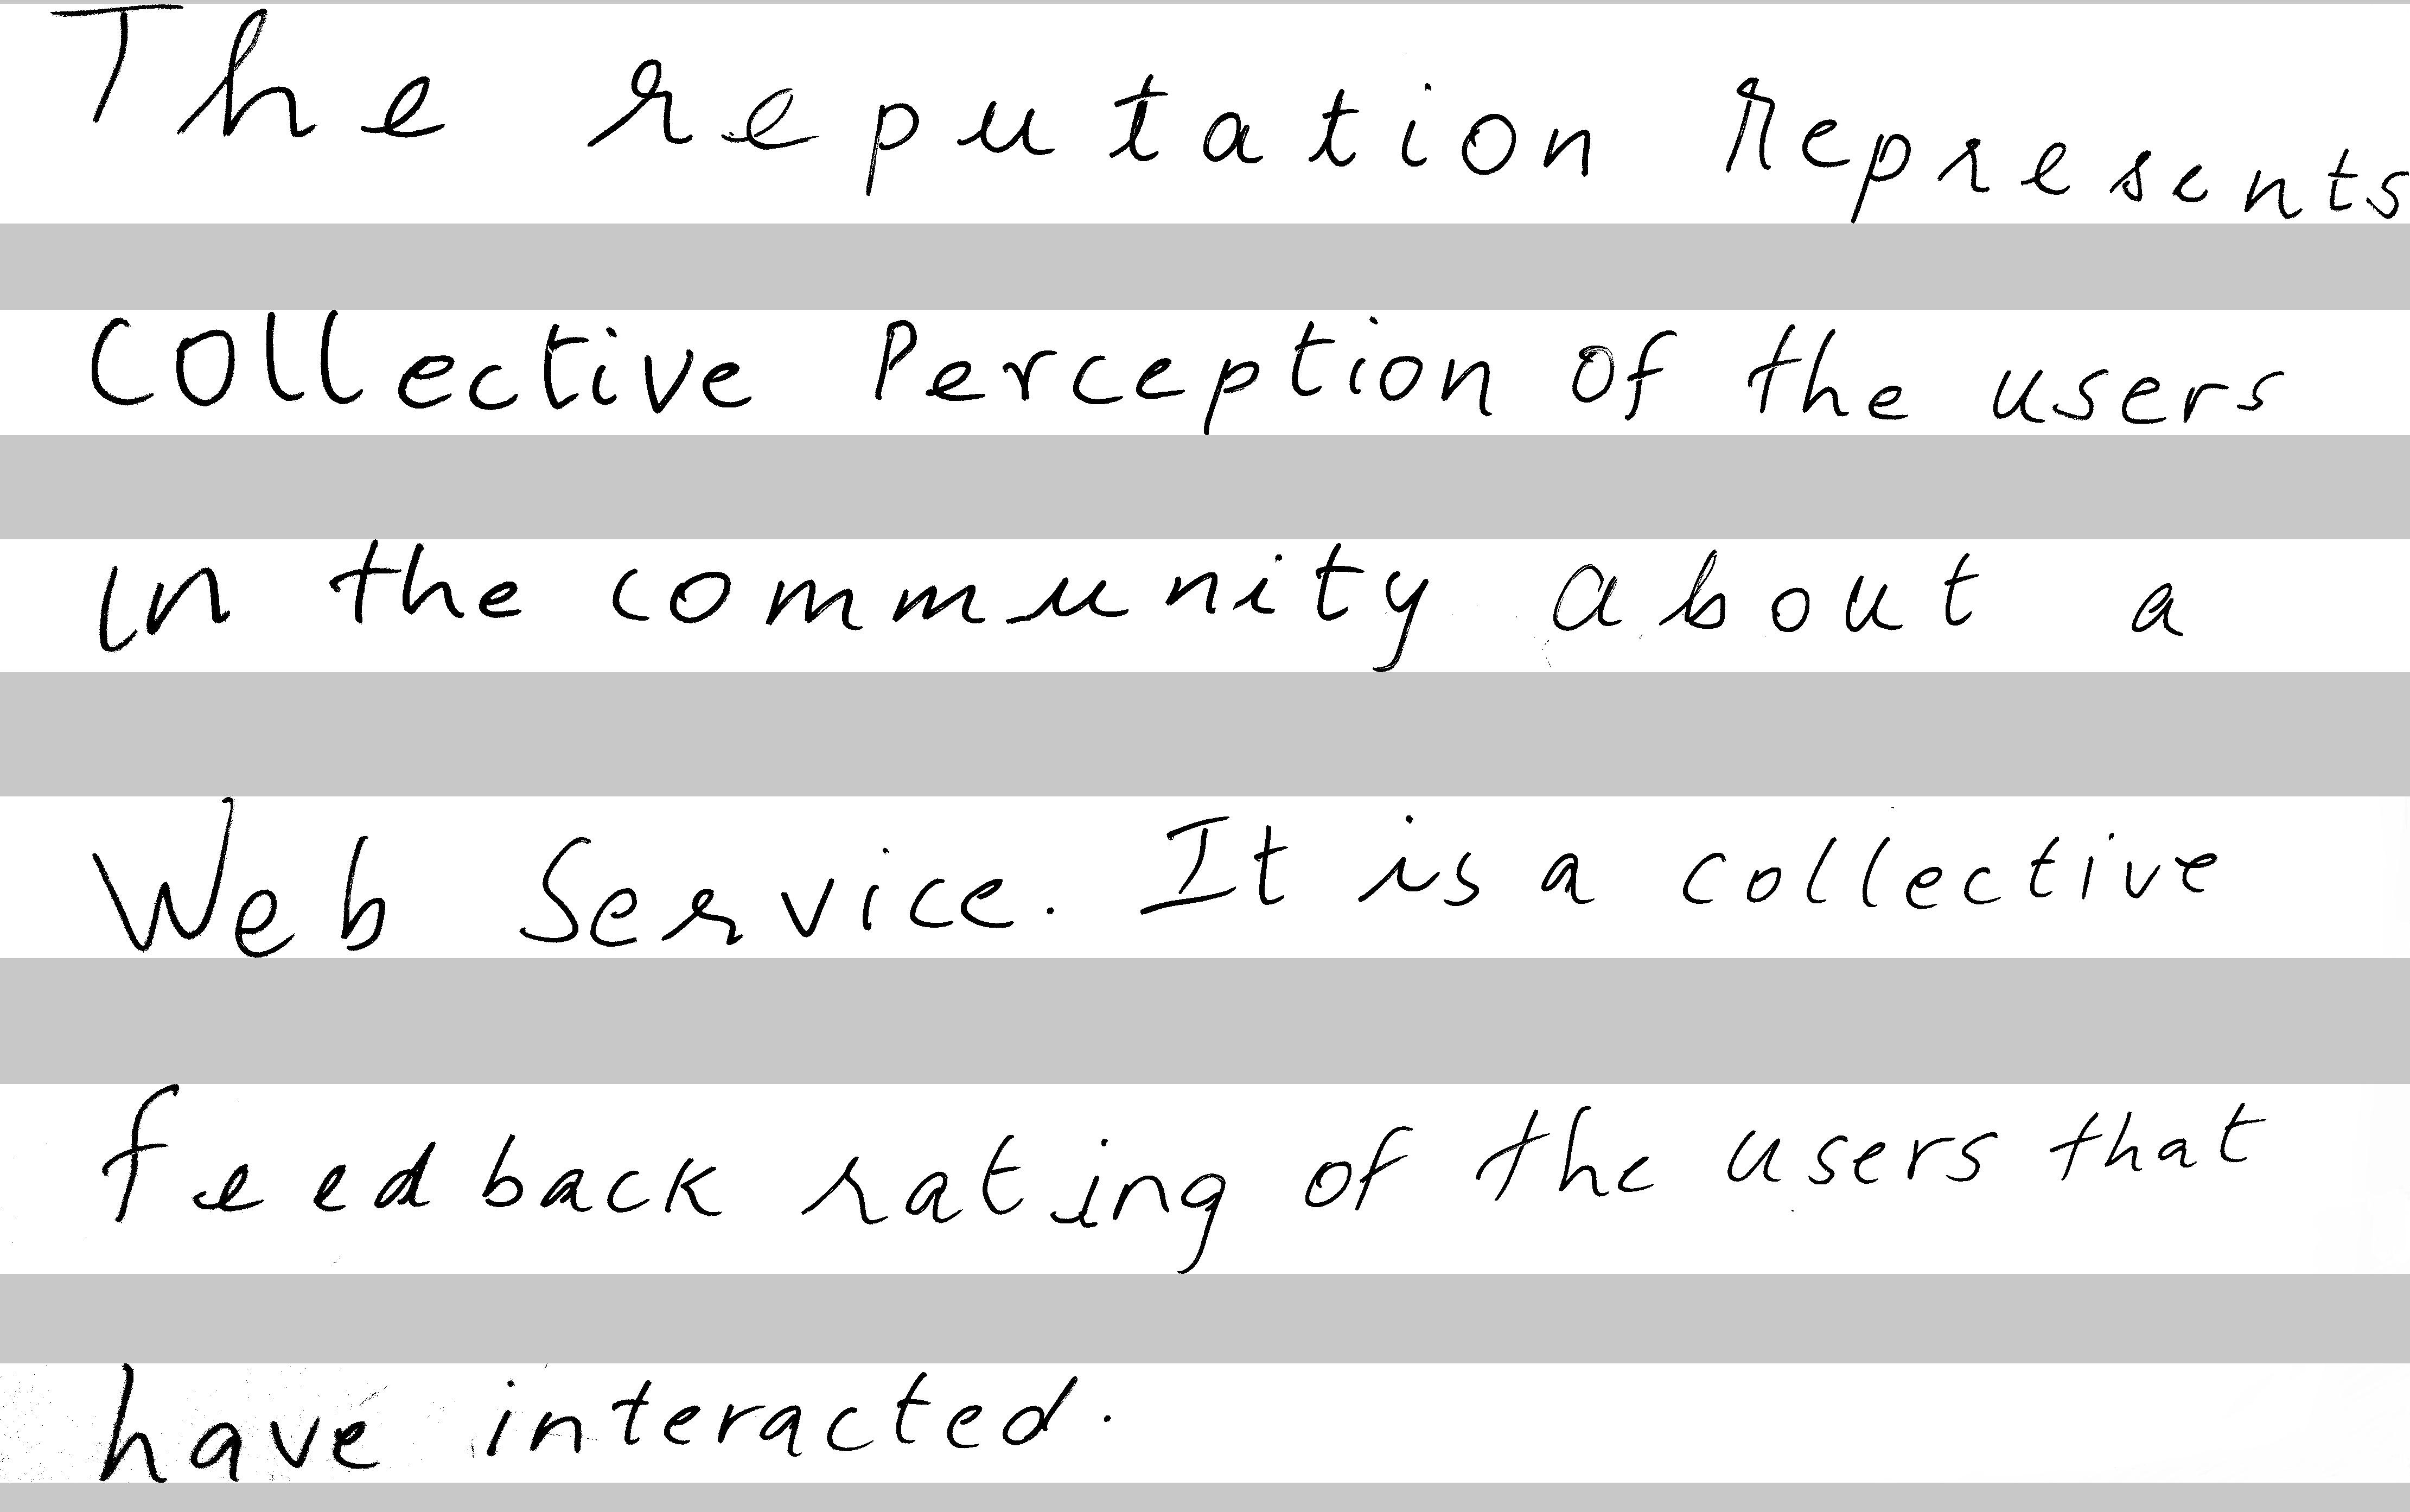 The reputation represents
Collective Perception of the users
in the community about a
Web Service. It is a collective
feedback rating of the users that
have interacted.